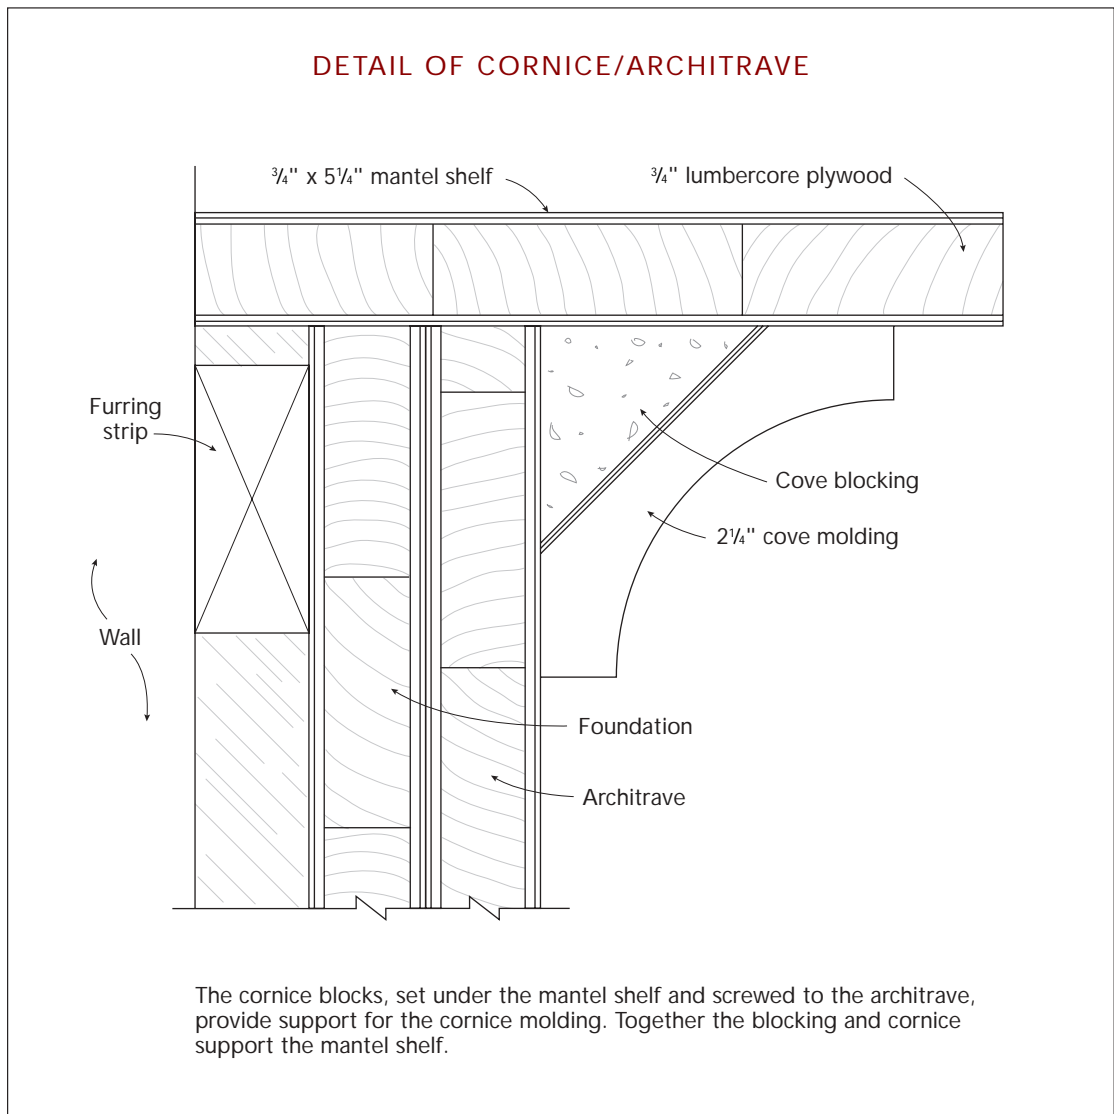 DETAIL OF CORNICE/ARCHITRAVE
¾" x 5¼" mantel shelf
¾" lumbercore plywood
Furring
strip
Cove blocking
2¼" cove molding
Wall
Foundation
Architrave
The cornice blocks, set under the mantel shelf and screwed to the architrave,
provide support for the cornice molding. Together the blocking and cornice
support the mantel shelf.